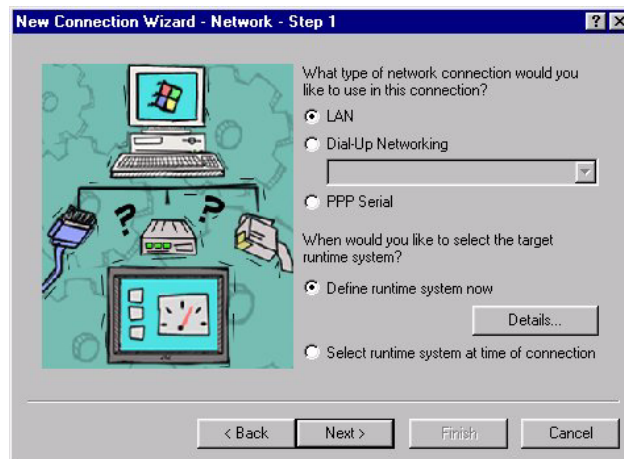 New Connection Wizard - Network - Step 1
What type of network connection would you
like to use in this connection?
LAN
Dial-Up Networking
PPP Serial
When would you like to select the target
runtime system?
Define runtime system now
Details...
Select runtime system at time of connection
< Back
Next >
Finish
Cancel